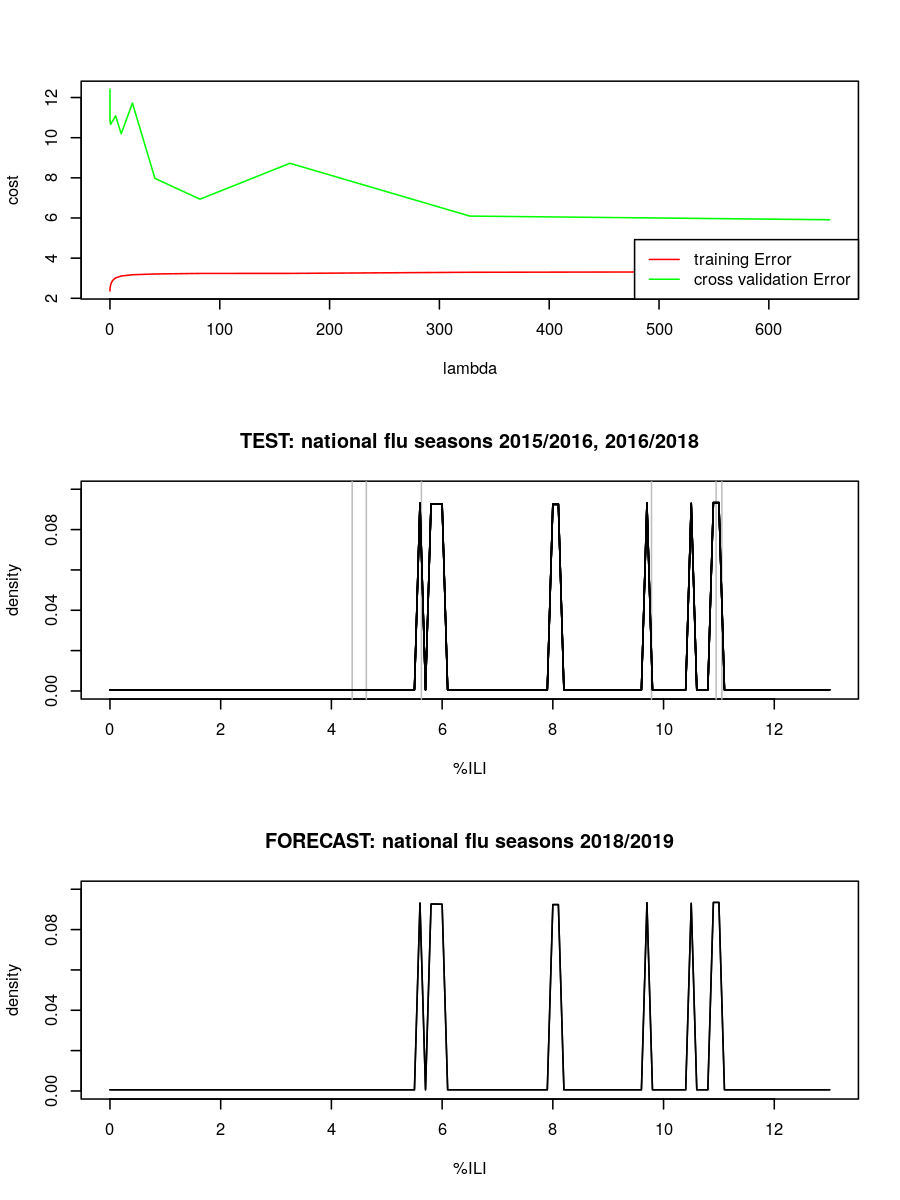 12
10
8
6
4
2
cost
training Error
cross validation Error
0 100 200 300 400 500 600
lambda
TEST: national flu seasons 2015/2016, 2016/2018
0.08
0.04
0.00
density
0 2 4 6 8 10 12
%ILI
FORECAST: national flu seasons 2018/2019
0.08
0.04
0.00
density
0 2 4 6 8 10 12
%ILI